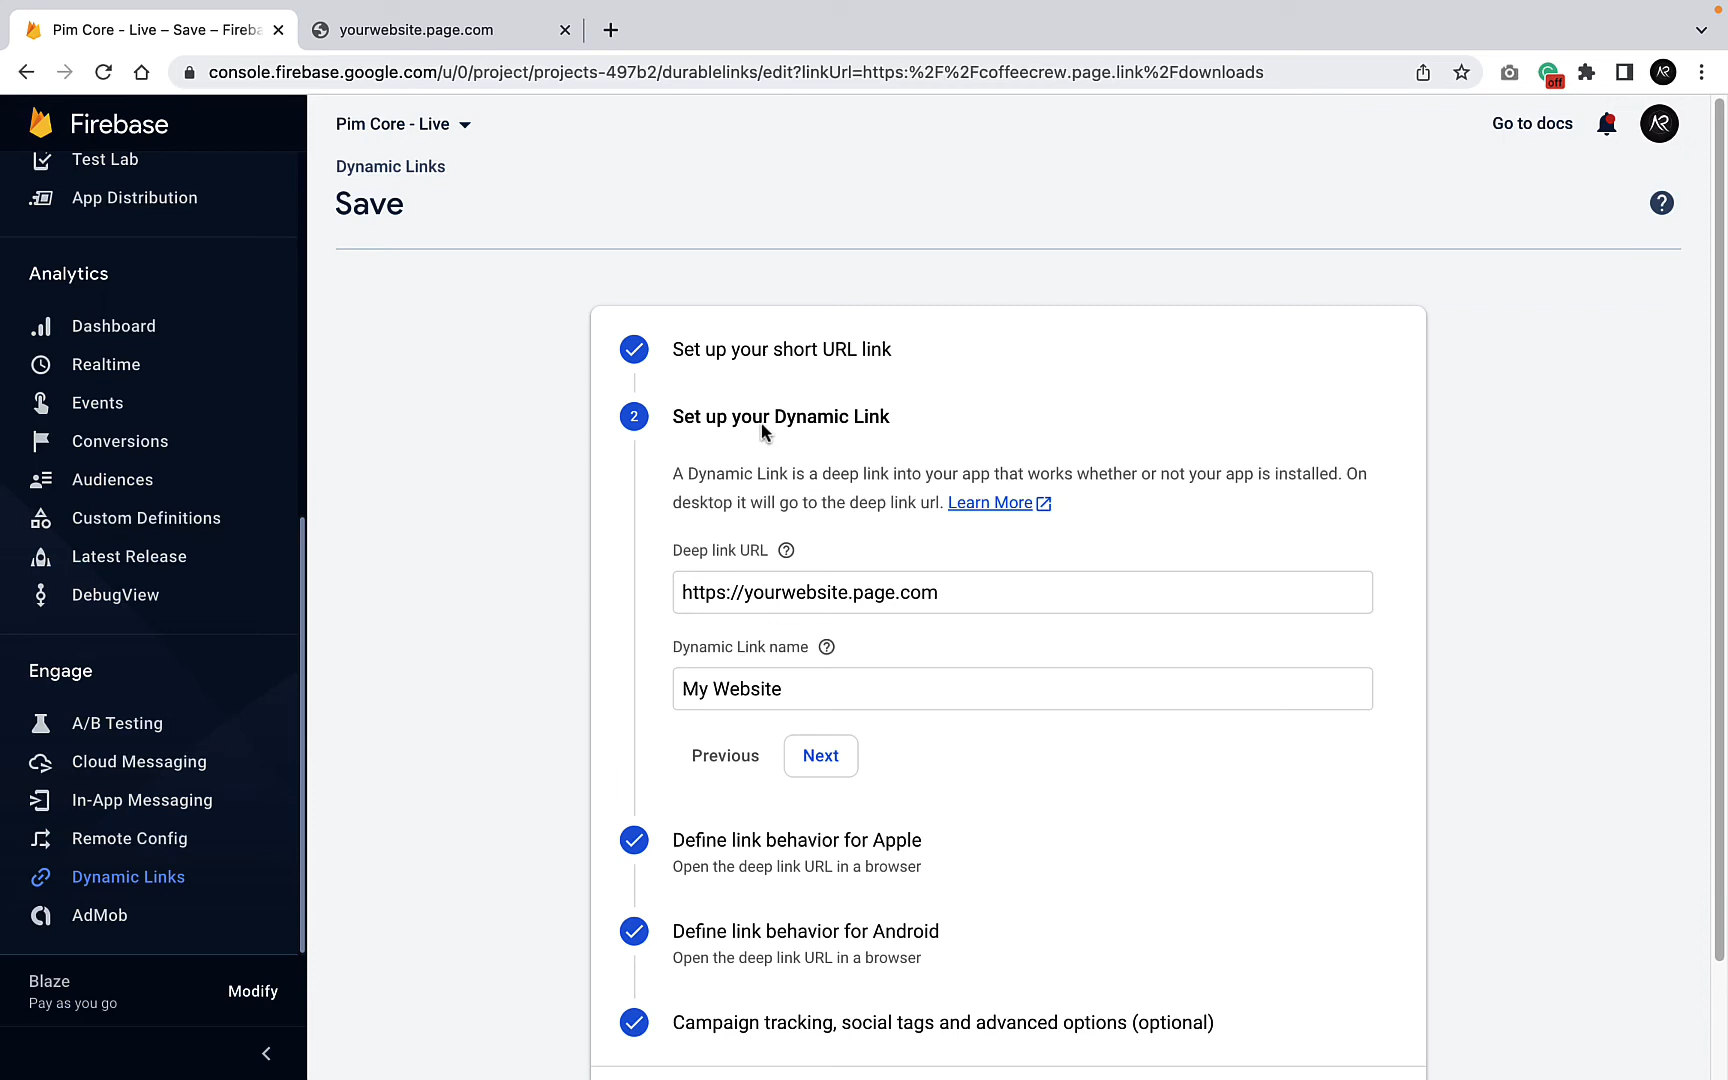 Pim Core - Live – Save – Fireba
yourwebsite.page.com
console.firebase.google.com/u/0/project/projects-497b2/durablelinks/edit?linkUrl=https:%2F%2Fcoffeecrew.page.link%2Fdownloads
off
Firebase
Pim Core - Live
Go to docs
Test Lab
App Distribution
Dynamic Links
Save
Analytics
Dashboard
Realtime
Events
Conversions
Audiences
Custom Definitions
Latest Release
DebugView
Engage
A/B Testing
Cloud Messaging
In-App Messaging
Remote Config
Dynamic Links
AdMob
Blaze
Pay as you go
Modify
Set up your short URL link
2
Set up your Dynamic Link
A Dynamic Link is a deep link into your app that works whether or not your app is installed. On
desktop it will go to the deep link url. Learn More
Deep link URL
https://yourwebsite.page.com
Dynamic Link name
My Website
Previous
Next
Define link behavior for Apple
Open the deep link URL in a browser
Define link behavior for Android
Open the deep link URL in a browser
Campaign tracking, social tags and advanced options (optional)